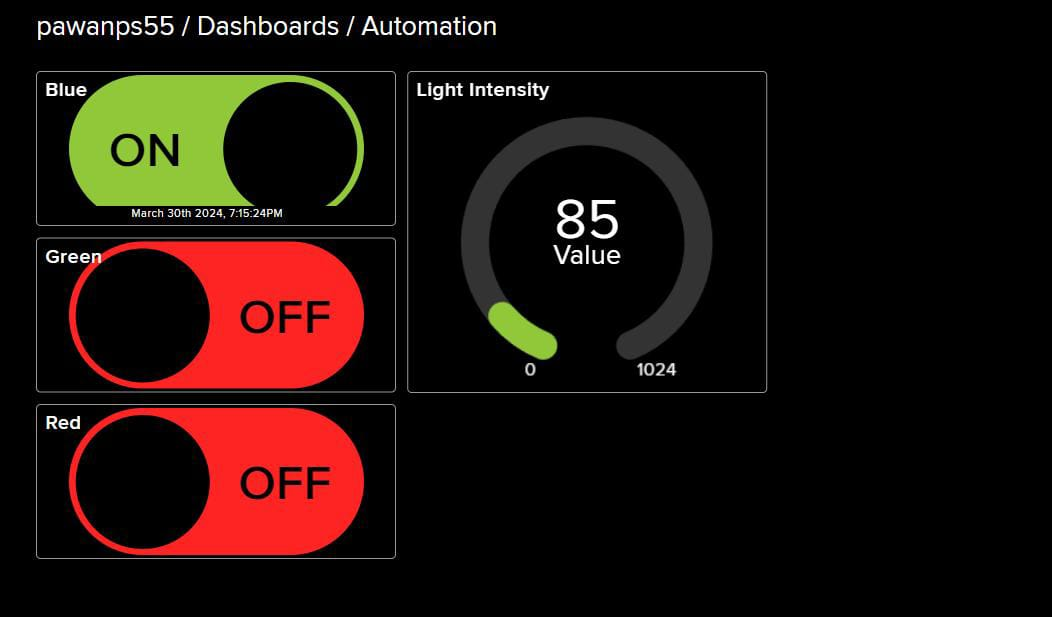 pawanps55 / Dashboards / Automation
Blue
ON
March 30th 2024, 7:15:24PM
Green
OFF
Red
OFF
Light Intensity
85
Value
0
1024